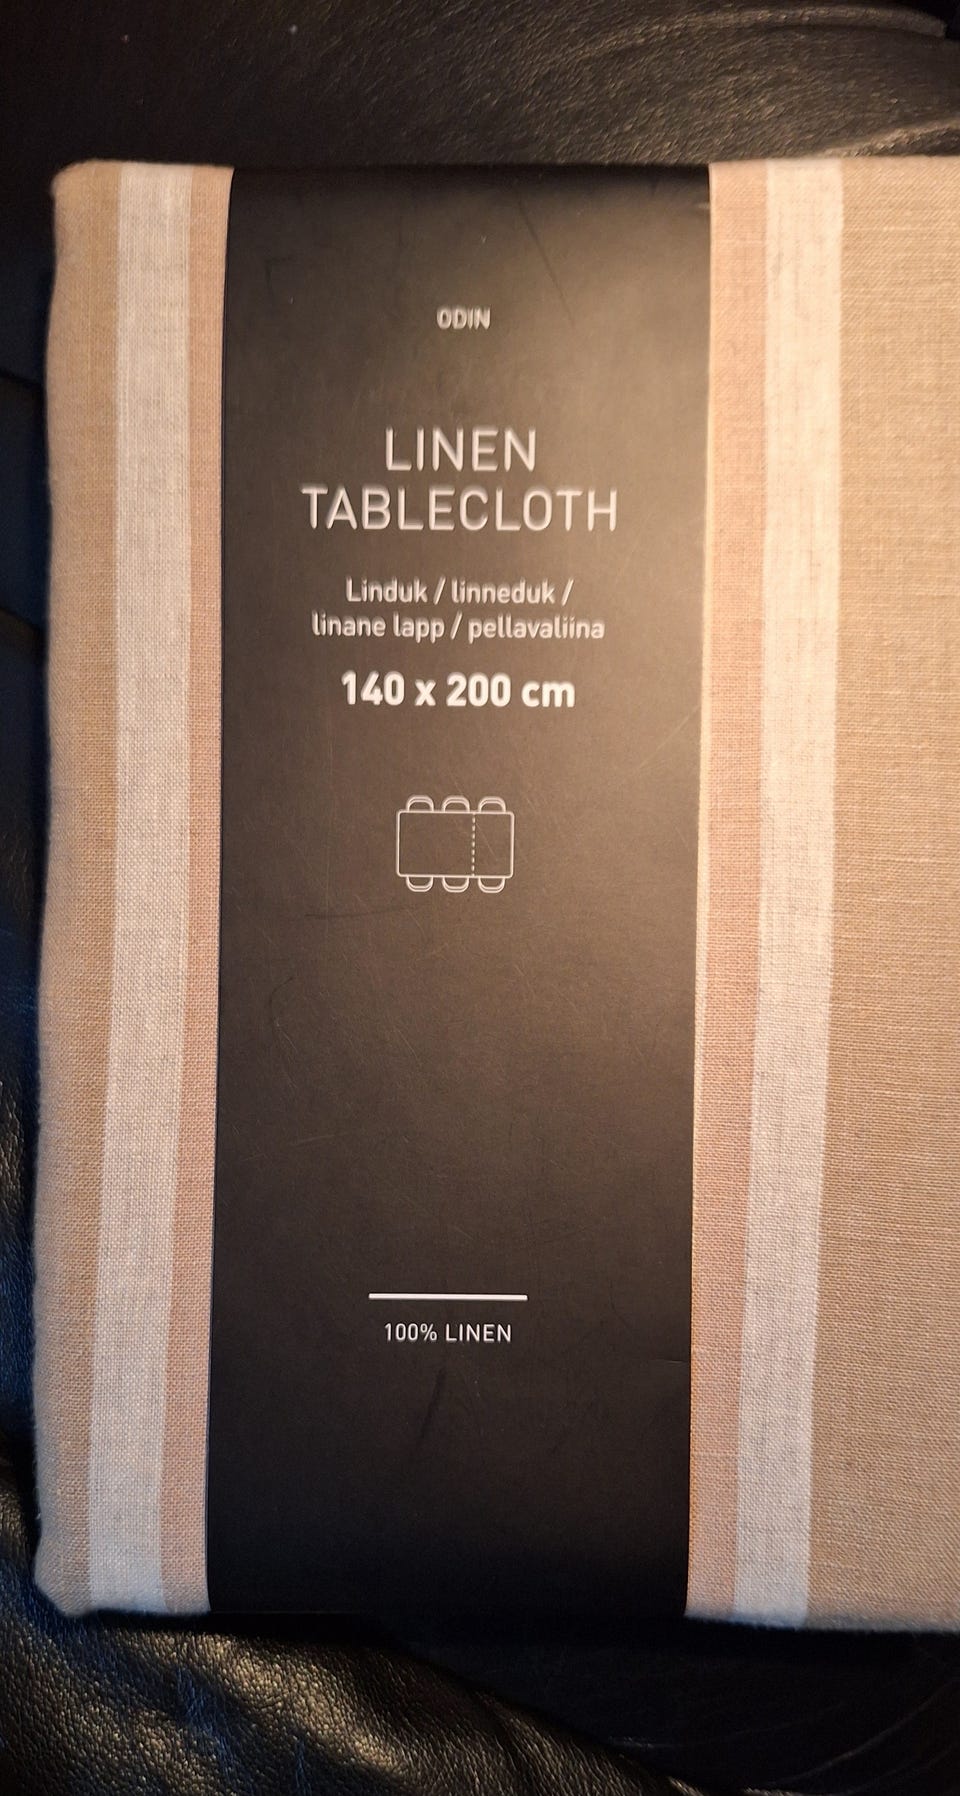 ODIN
LINEN
TABLECLOTH
Linduk / linneduk /
linane lapp / pellavaliina
140 x 200 cm
100% LINEN